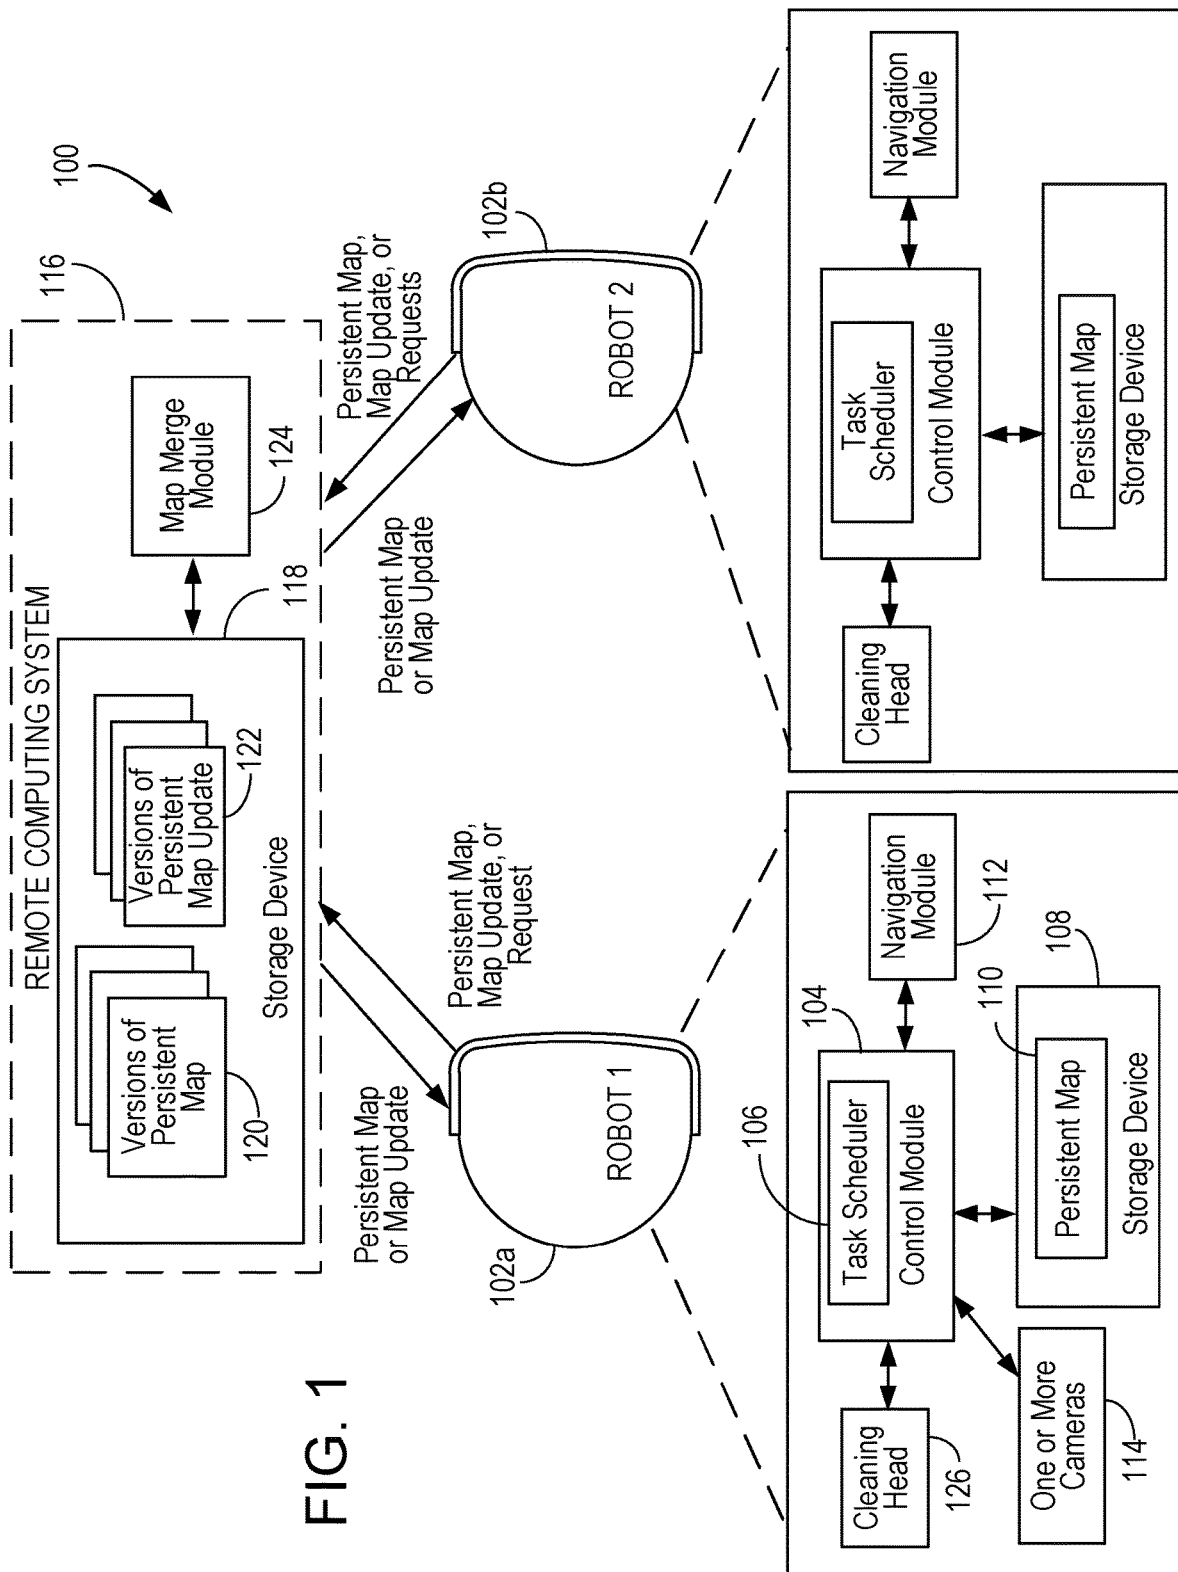 100
116
REMOTE COMPUTING SYSTEM
Versions of
Persistent
Map
120
Versions of
Persistent
Map Update
122
Storage Device
118
Map Merge
Module
124
FIG. 1
Persistent Map
or Map Update
Persistent Map,
Map Update, or
Request
Persistent Map
or Map Update
Persistent Map,
Map Update, or
Requests
102a
ROBOT 1
102b
ROBOT 2
106
104
Cleaning
Head
126
Task Scheduler
Control Module
Navigation
Module
112
One or More
Cameras
114
110
108
Persistent Map
Storage Device
Cleaning
Head
Task
Scheduler
Control Module
Navigation
Module
Persistent Map
Storage Device